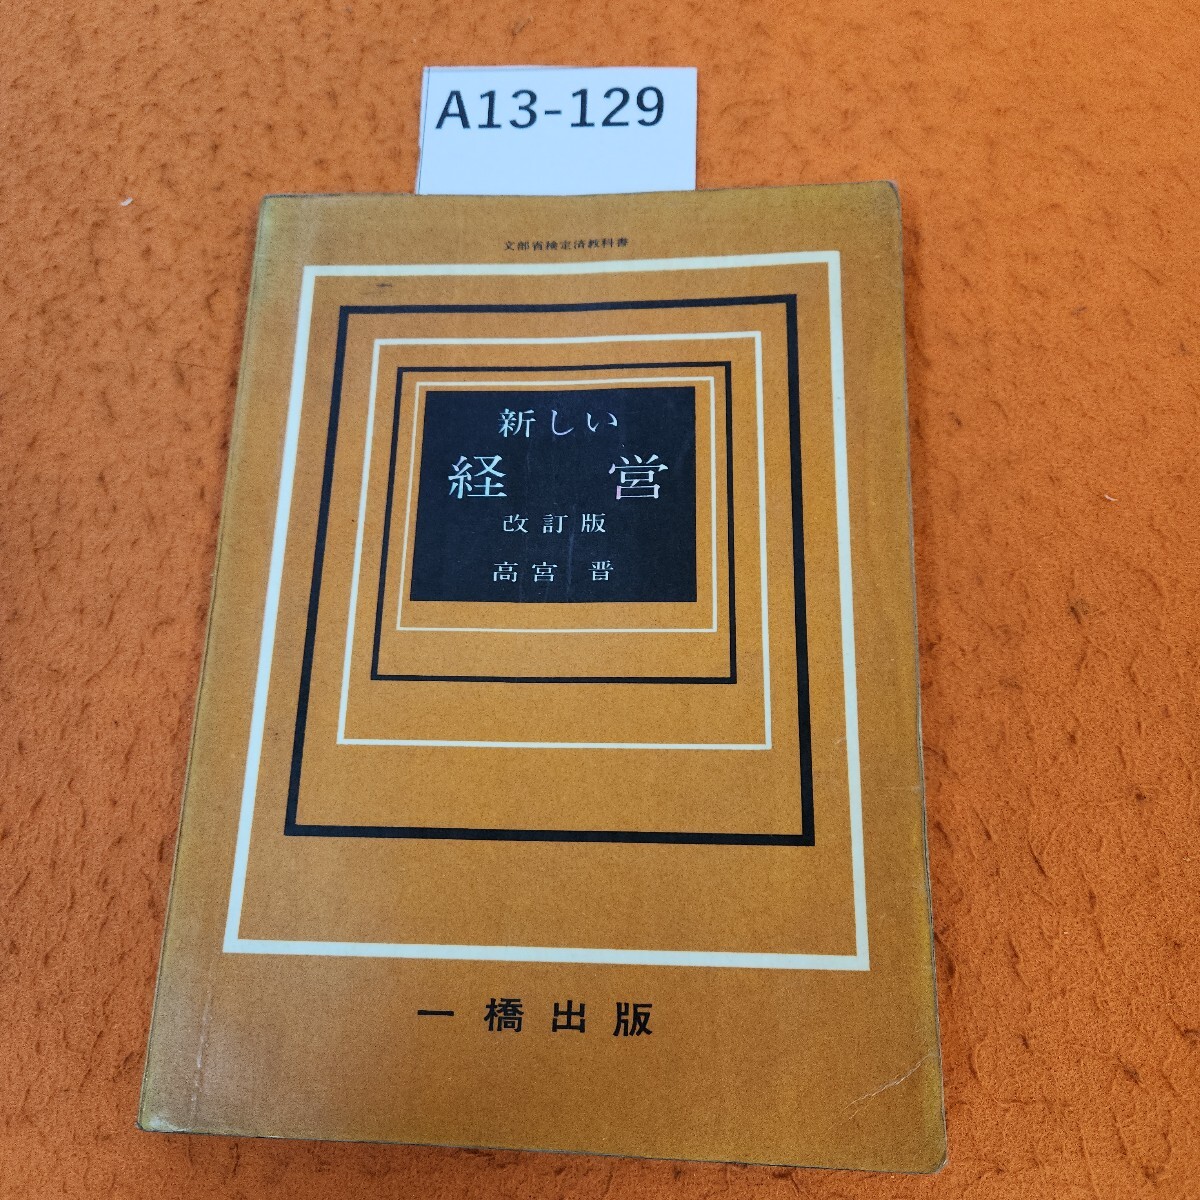 A13-129
文部省検定済教科書
新しい
経 営
改訂版
高宮 晋
一橋出版